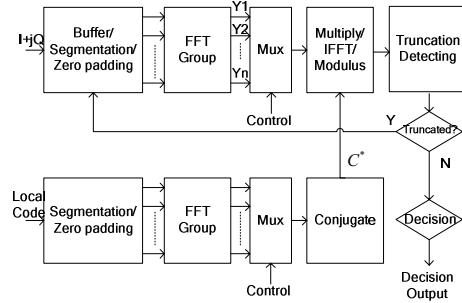 I+jQ
Buffer/
Segmentation/
Zero padding
FFT
Group
Y1
Y2
Yn
Mux
Control
Multiply/
IFFT/
Modulus
Truncation
Detecting
Y
Truncated?
N
C*
Local
Code
Segmentation/
Zero padding
FFT
Group
Mux
Control
Conjugate
Decision
Decision
Output